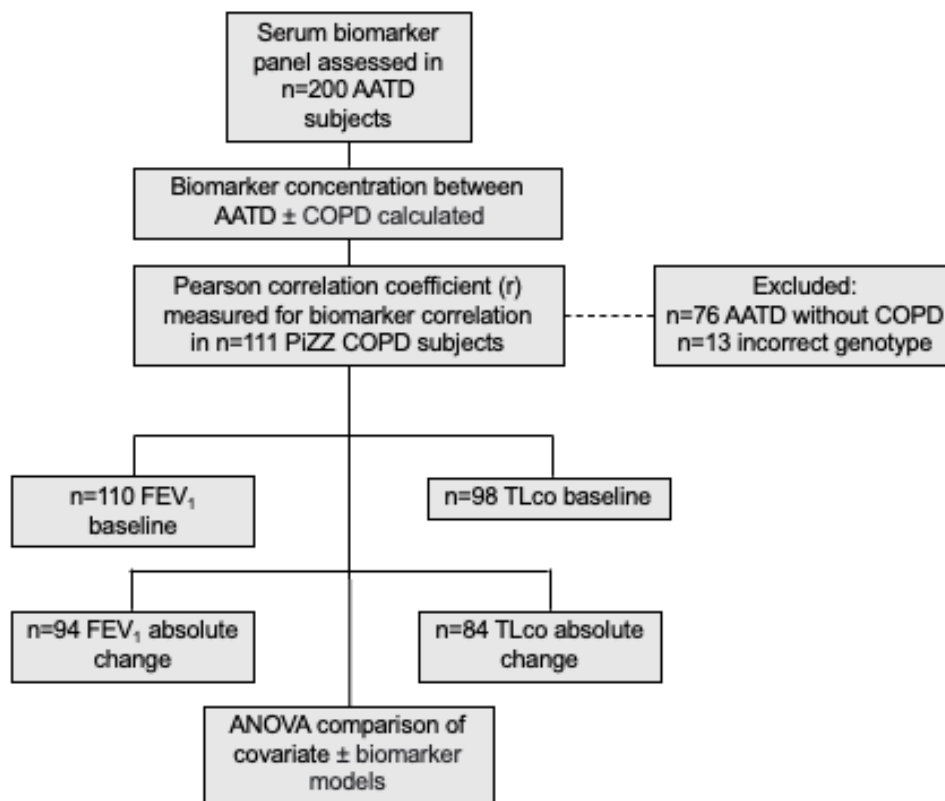 Serum biomarker
panel assessed in
n=200 AATD
subjects
Biomarker concentration between
AATD ± COPD calculated
Pearson correlation coefficient (r)
measured for biomarker correlation
in n=111 PiZZ COPD subjects
Excluded:
n=76 AATD without COPD
n=13 incorrect genotype
n=110 FEV₁
baseline
n=98 TLco baseline
n=94 FEV₁ absolute
change
n=84 TLco absolute
change
ANOVA comparison of
covariate ± biomarker
models